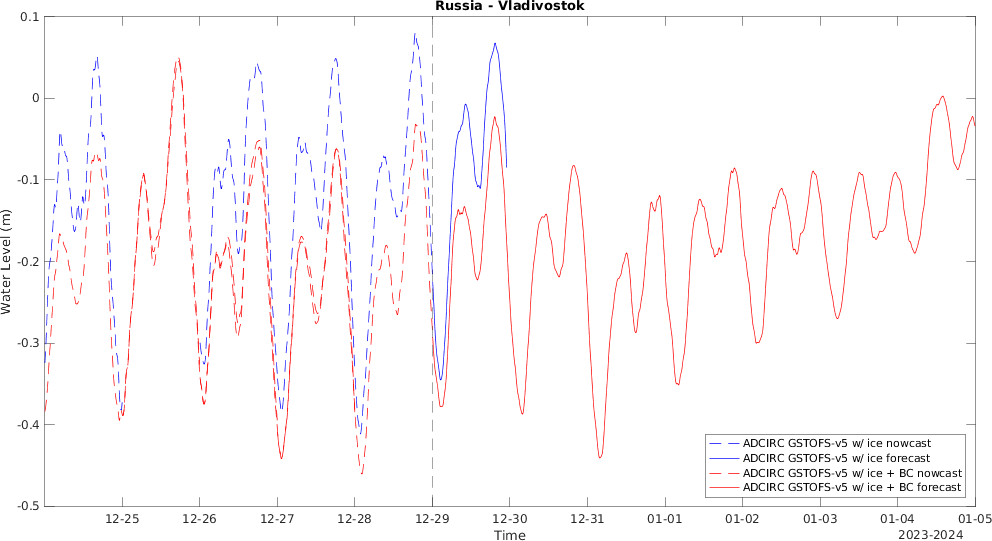 Russia - Vladivostok
0.1
0
-0.1
-0.2
-0.3
-0.4
-0.5
Water Level (m)
12-25 12-26 12-27 12-28 12-29 12-30 12-31 01-01 01-02 01-03 01-04 01-05
Time
2023-2024
ADCIRC GSTOFS-v5 w/ ice nowcast
ADCIRC GSTOFS-v5 w/ ice forecast
ADCIRC GSTOFS-v5 w/ ice + BC nowcast
ADCIRC GSTOFS-v5 w/ ice + BC forecast